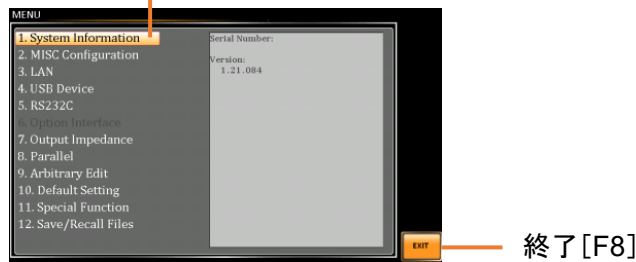 MENU
1. System Information
2. MISC Configuration
3. LAN
4. USB Device
5. RS232C
6. Option Interface
7. Output Impedance
8. Parallel
9. Arbitrary Edit
10. Default Setting
11. Special Function
12. Save/Recall Files
Serial Number:
Version:
1.21.084
EXIT
終了[F8]